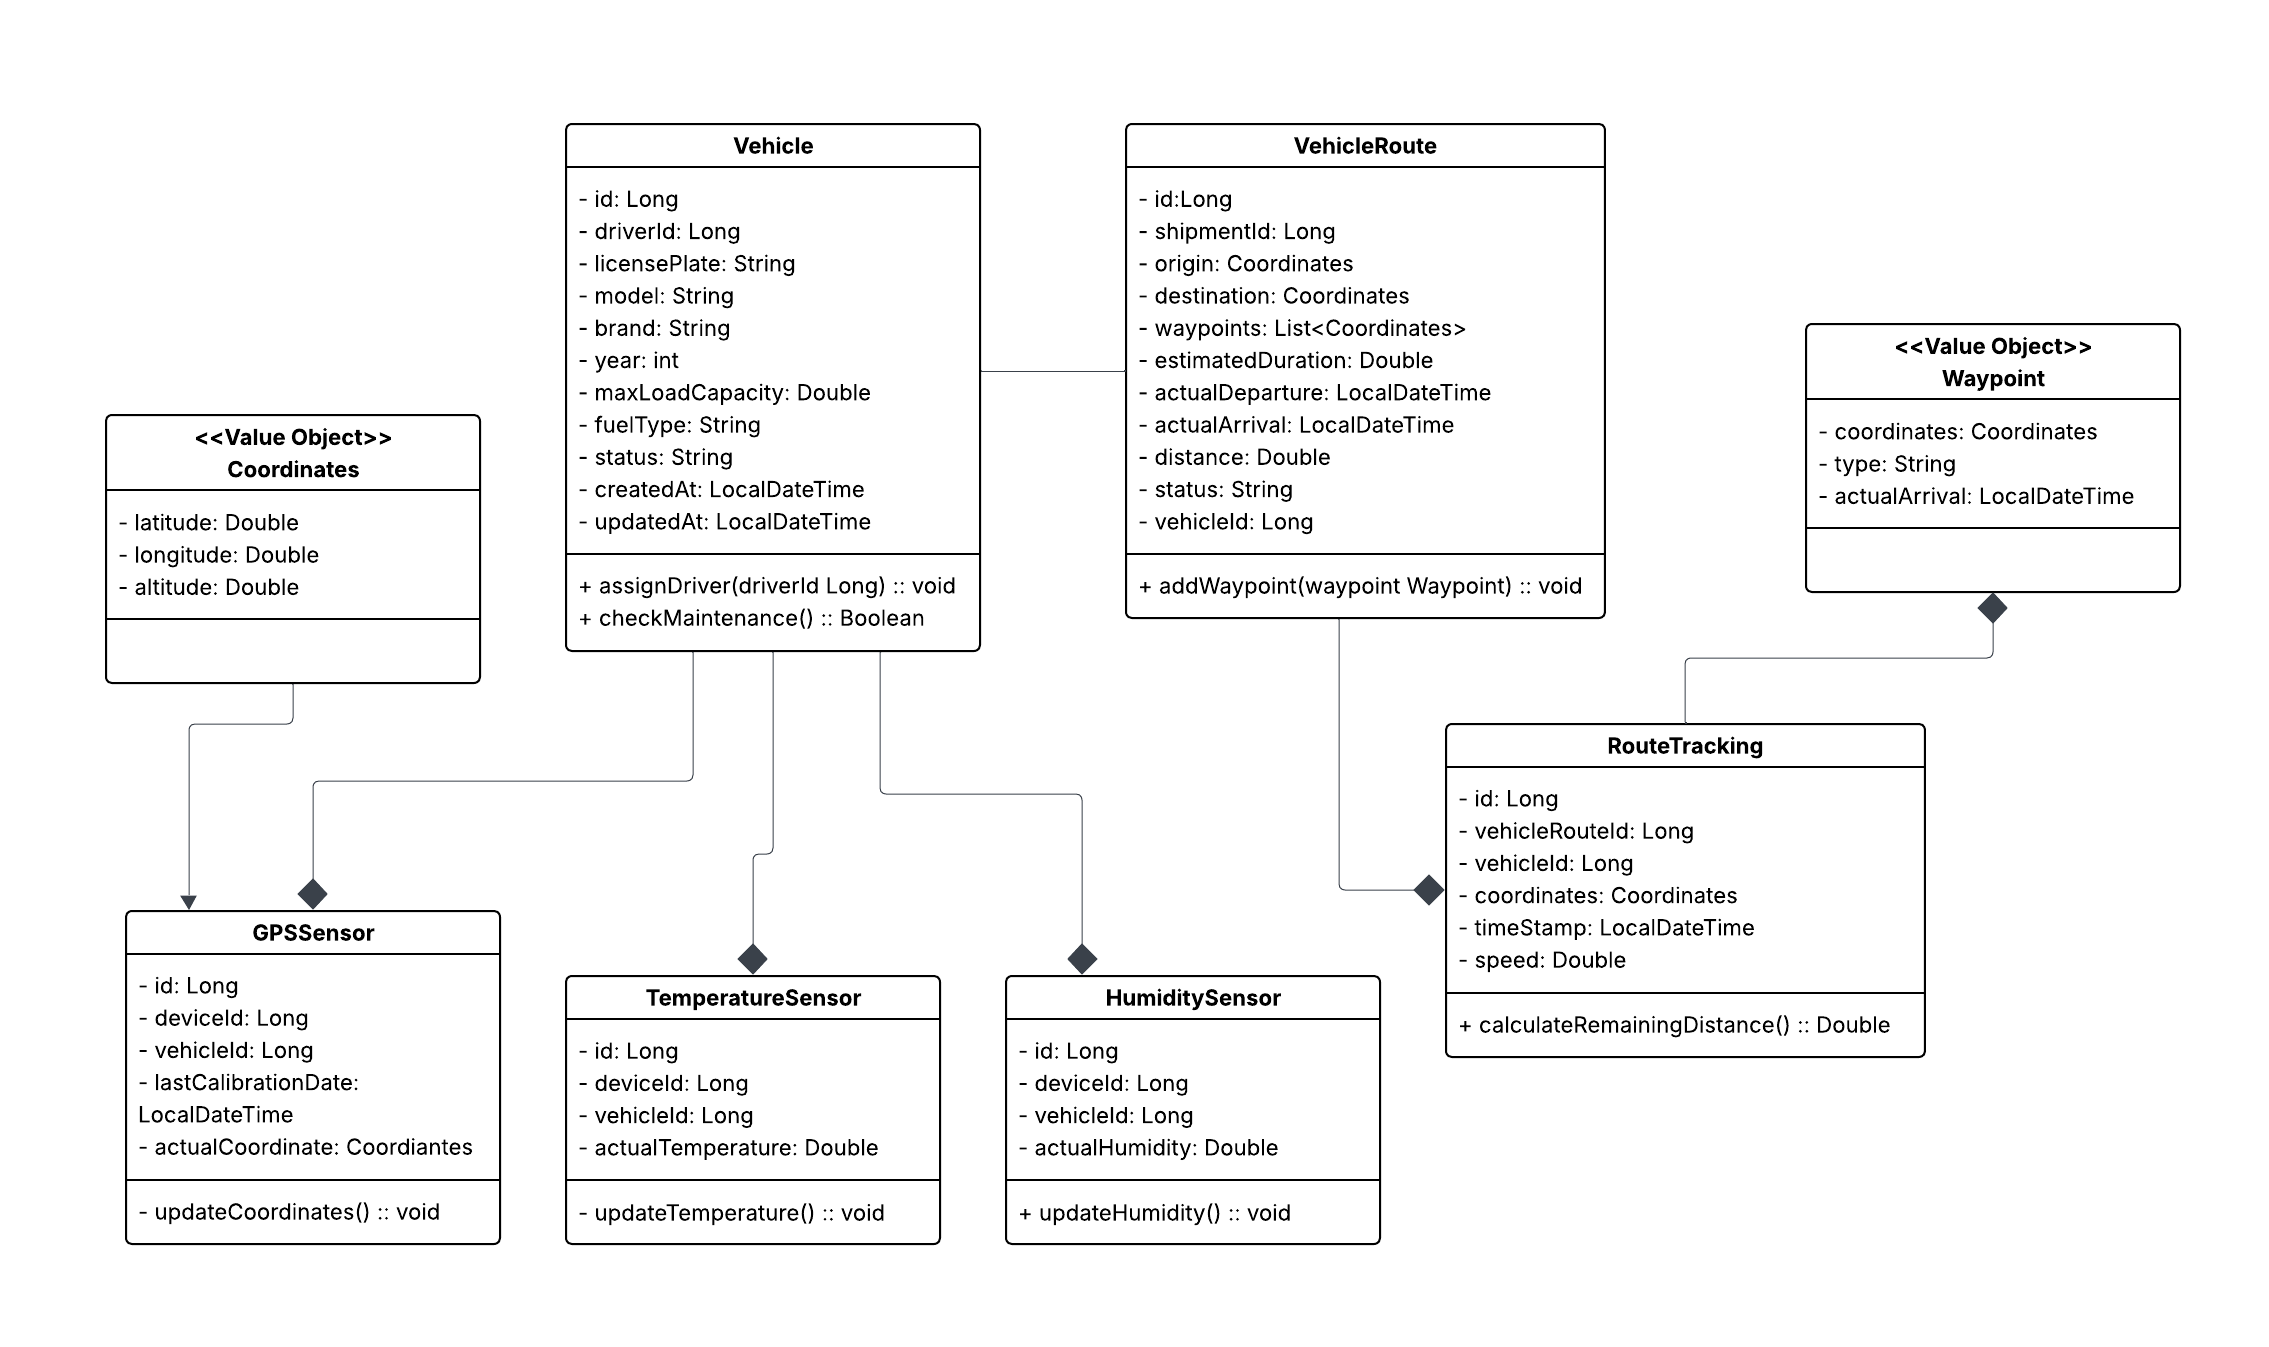 Vehicle
- id: Long
- driverId: Long
- licensePlate: String
- model: String
- brand: String
- year: int
- maxLoadCapacity: Double
- fuelType: String
- status: String
- createdAt: LocalDateTime
- updatedAt: LocalDateTime
+ assignDriver(driverId Long) :: void
+ checkMaintenance() :: Boolean
VehicleRoute
- id:Long
- shipmentId: Long
- origin: Coordinates
- destination: Coordinates
- waypoints: List<Coordinates>
- estimatedDuration: Double
- actualDeparture: LocalDateTime
- actualArrival: LocalDateTime
- distance: Double
- status: String
- vehicleId: Long
+ addWaypoint(waypoint Waypoint) :: void
<<Value Object>>
Waypoint
- coordinates: Coordinates
- type: String
- actualArrival: LocalDateTime
<<Value Object>>
Coordinates
- latitude: Double
- longitude: Double
- altitude: Double
RouteTracking
- id: Long
- vehicleRouteId: Long
- vehicleId: Long
- coordinates: Coordinates
- timeStamp: LocalDateTime
- speed: Double
+ calculateRemainingDistance() :: Double
GPSSensor
- id: Long
- deviceId: Long
- vehicleId: Long
- lastCalibrationDate:
LocalDateTime
- actualCoordinate: Coordiantes
- updateCoordinates() :: void
TemperatureSensor
- id: Long
- deviceId: Long
- vehicleId: Long
- actualTemperature: Double
- updateTemperature() :: void
HumiditySensor
- id: Long
- deviceId: Long
- vehicleId: Long
- actualHumidity: Double
+ updateHumidity() :: void